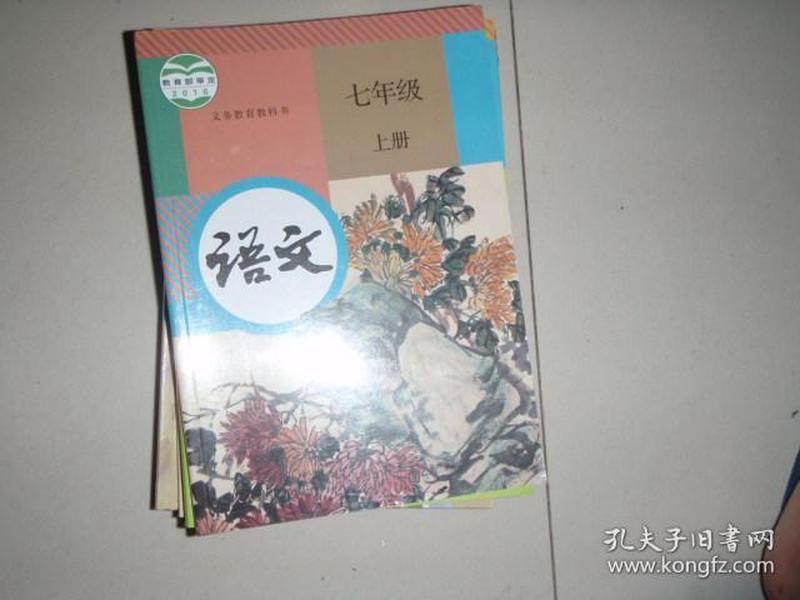 教育部审定
2016
义务教育教科书
七年级
上册
语文
孔夫子旧书网
www.kongfz.com